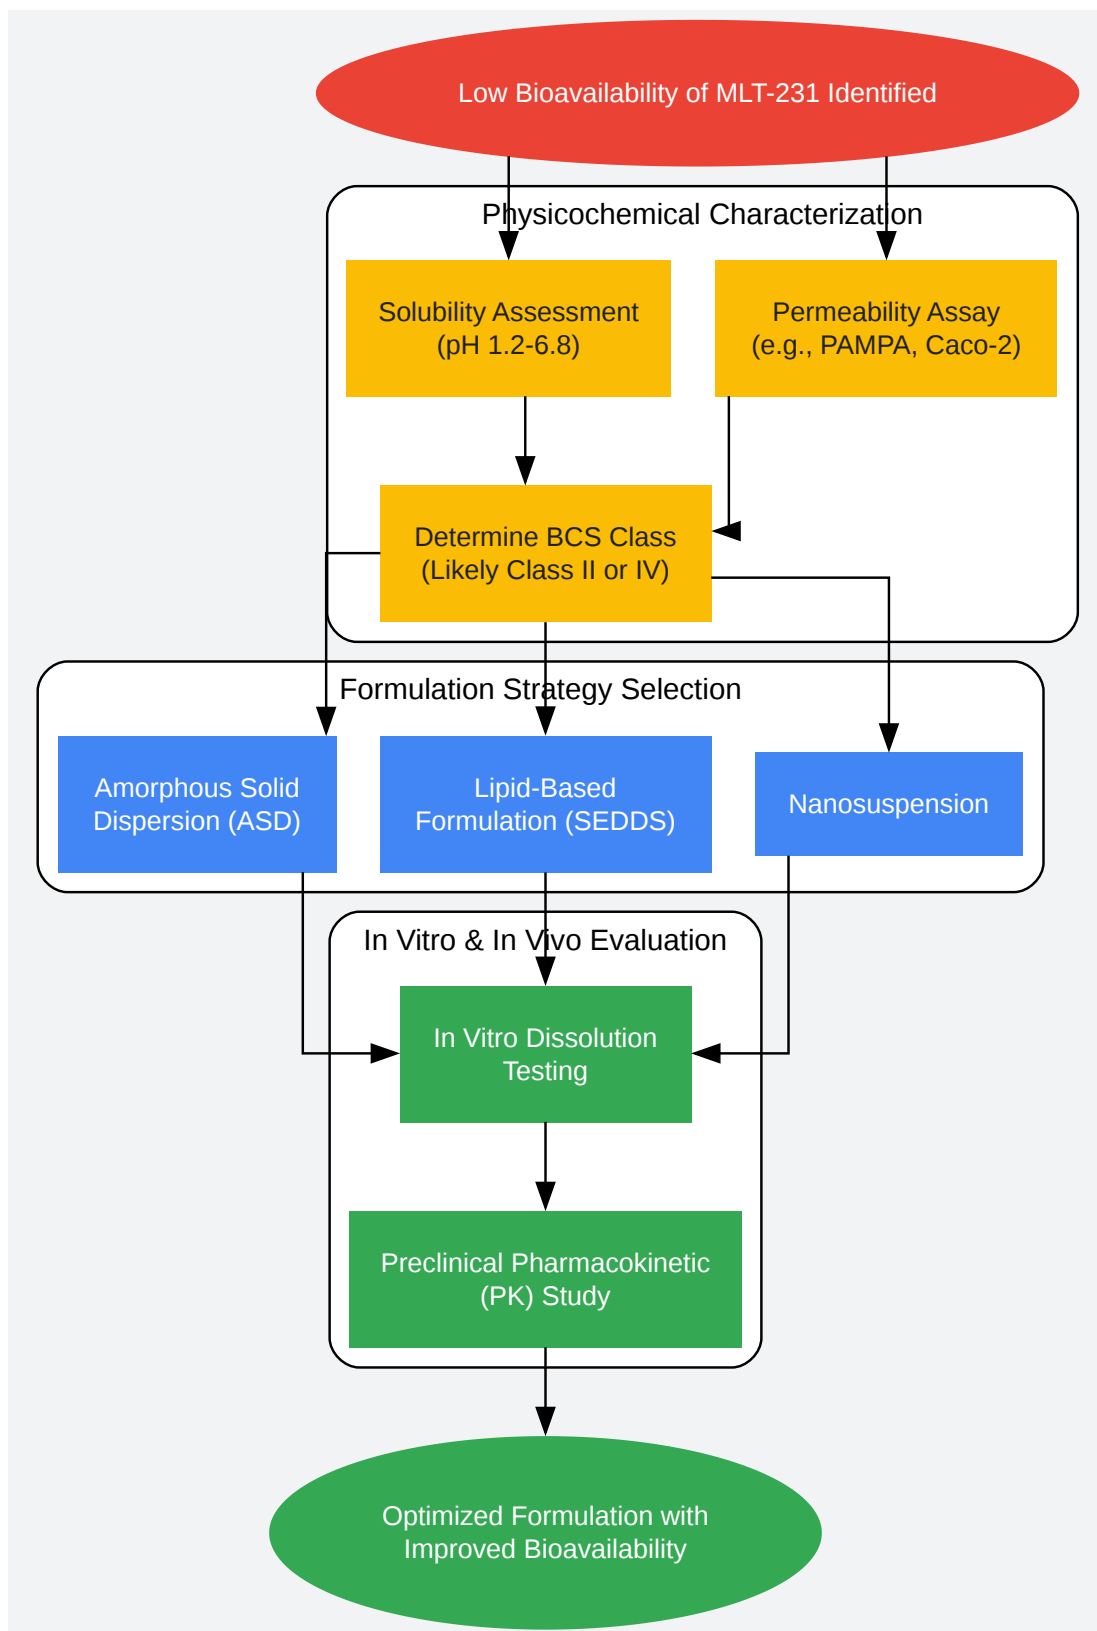 Low Bioavailability of MLT-231 Identified
Physicochemical Characterization
Solubility Assessment
(pH 1.2-6.8)
Permeability Assay
(e.g., PAMPA, Caco-2)
Determine BCS Class
(Likely Class II or IV)
Formulation Strategy Selection
Amorphous Solid
Dispersion (ASD)
Lipid-Based
Formulation (SEDDS)
Nanosuspension
In Vitro & In Vivo Evaluation
In Vitro Dissolution
Testing
Preclinical Pharmacokinetic
(PK) Study
Optimized Formulation with
Improved Bioavailability